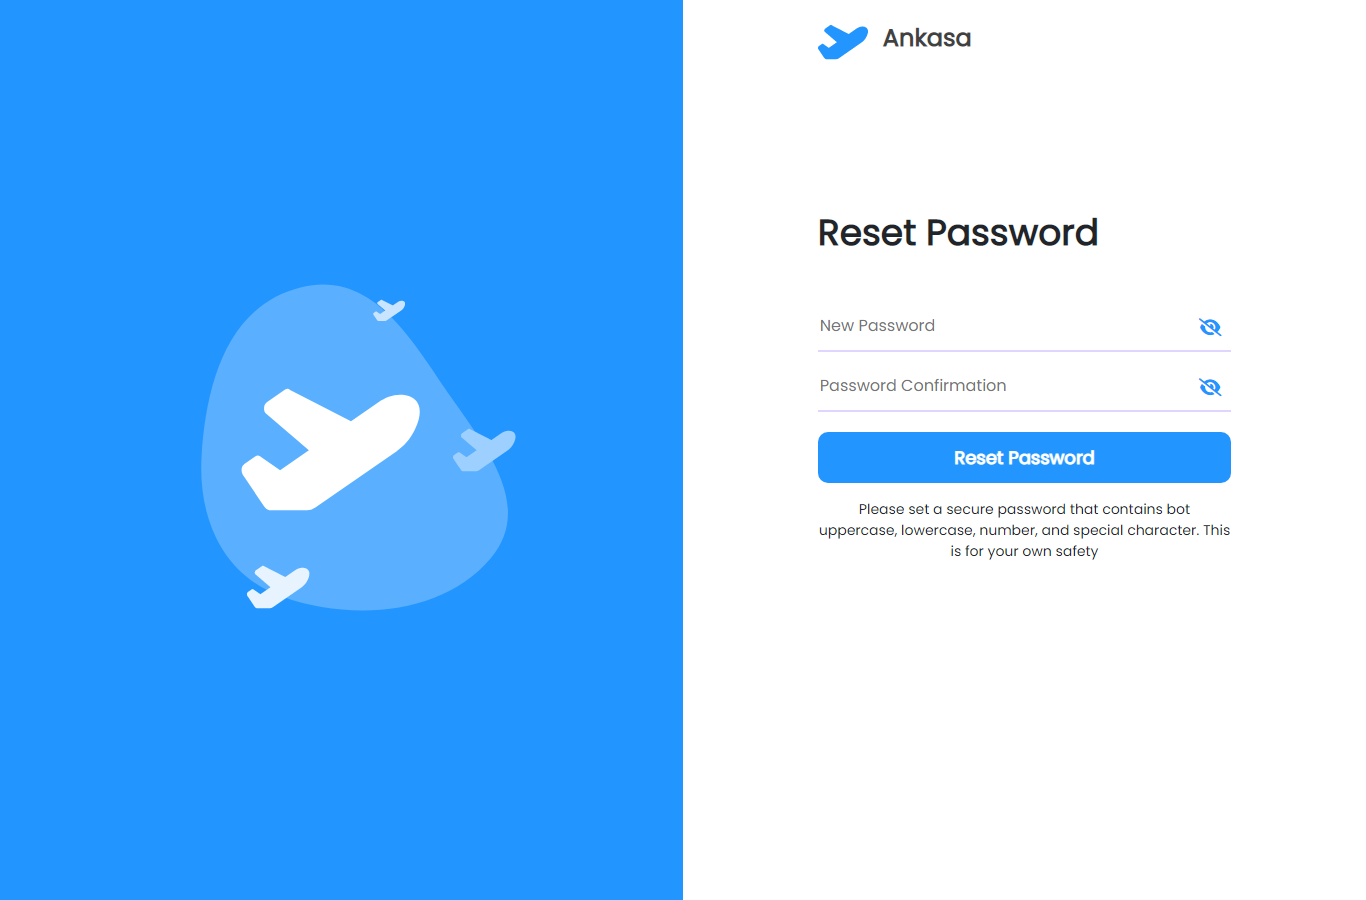 Ankasa
Reset Password
New Password
Password Confirmation
Reset Password
Please set a secure password that contains bot
uppercase, lowercase, number, and special character. This
is for your own safety